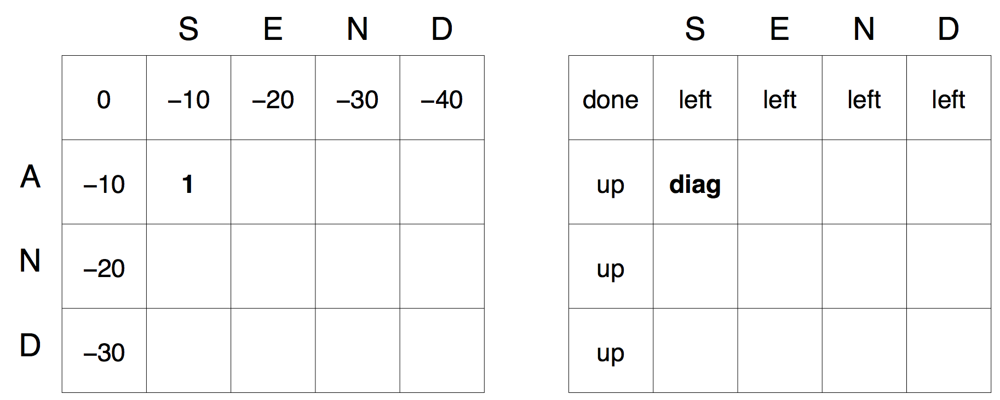 S E N D S E N D
0 –10 –20 –30 –40 done left left left left
A –10 1 up diag
N –20 up
D –30 up